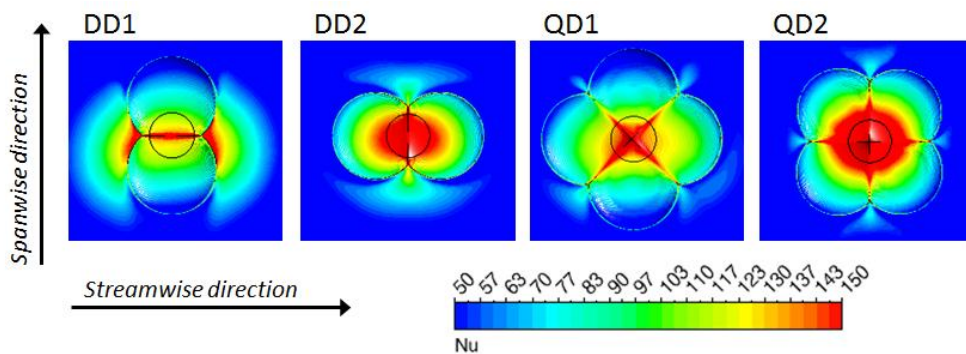 DD1 DD2 QD1 QD2
Spanwise direction
Streamwise direction
50 57 63 70 77 83 90 97 103 110 117 123 130 137 143 150
Nu